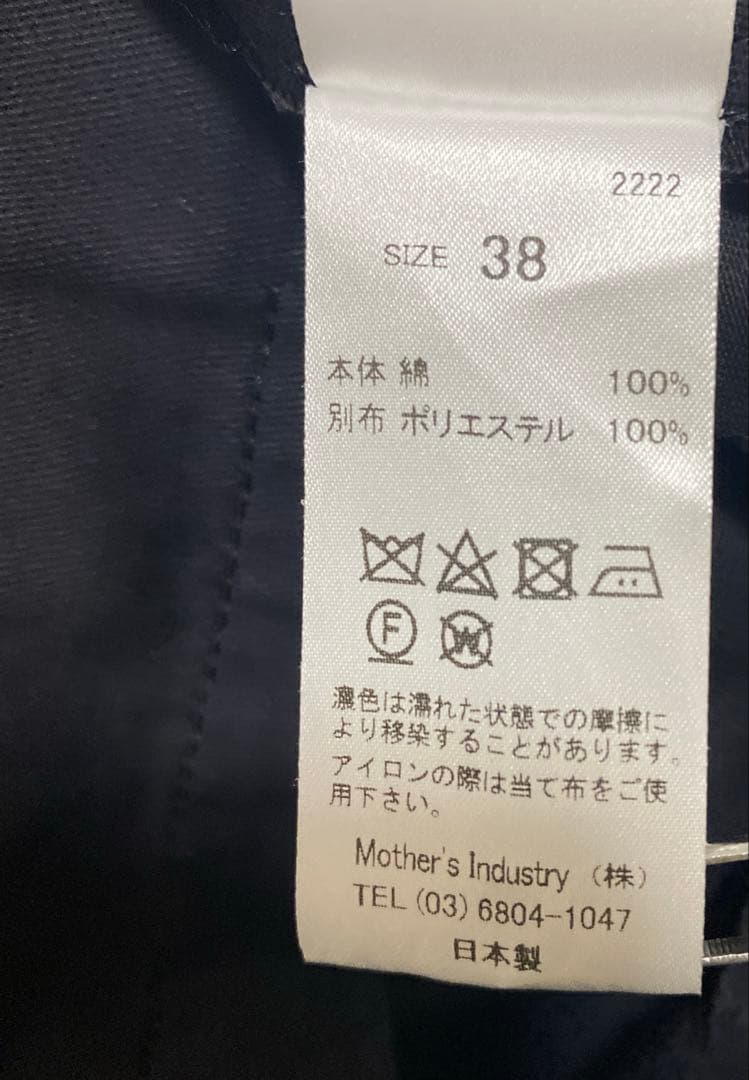 2222
SIZE 38
本体 綿 100%
別布 ポリエステル 100%
F
W
濃色は濡れた状態での摩擦に
より移染することがあります。
アイロンの際は当て布をご使
用下さい。
Mother's Industry （株）
TEL (03) 6804-1047
日本製